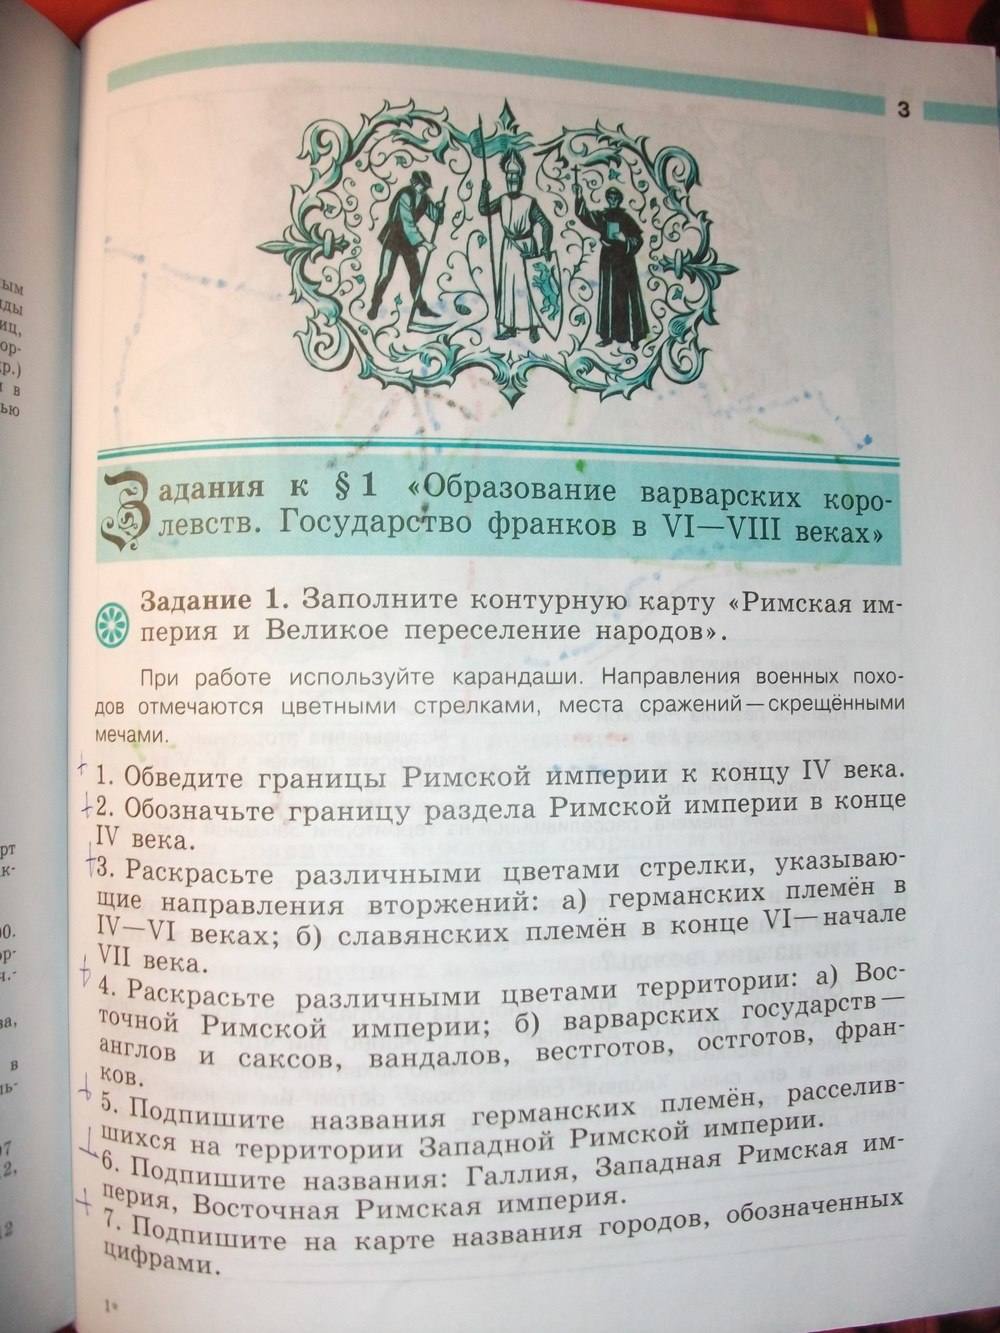 3
Задания к § 1 «Образование варварских коро-
левств. Государство франков в VI—VIII веках»
Задание 1. Заполните контурную карту «Римская им-
перия и Великое переселение народов».
При работе используйте карандаши. Направления военных похо-
дов отмечаются цветными стрелками, места сражений—скрещёнными
мечами.
1. Обведите границы Римской империи к концу IV века.
2. Обозначьте границу раздела Римской империи в конце
IV века.
3. Раскрасьте различными цветами стрелки, указываю-
щие направления вторжений: а) германских племён в
IV—VI веках; б) славянских племён в конце VI—начале
VII века.
4. Раскрасьте различными цветами территории: а) Вос-
точной Римской империи; б) варварских государств—
англов и саксов, вандалов, вестготов, остготов, фран-
ков.
5. Подпишите названия германских племён, расселив-
шихся на территории Западной Римской империи.
6. Подпишите названия: Галлия, Западная Римская им-
перия, Восточная Римская империя.
7. Подпишите на карте названия городов, обозначенных
цифрами.
1*